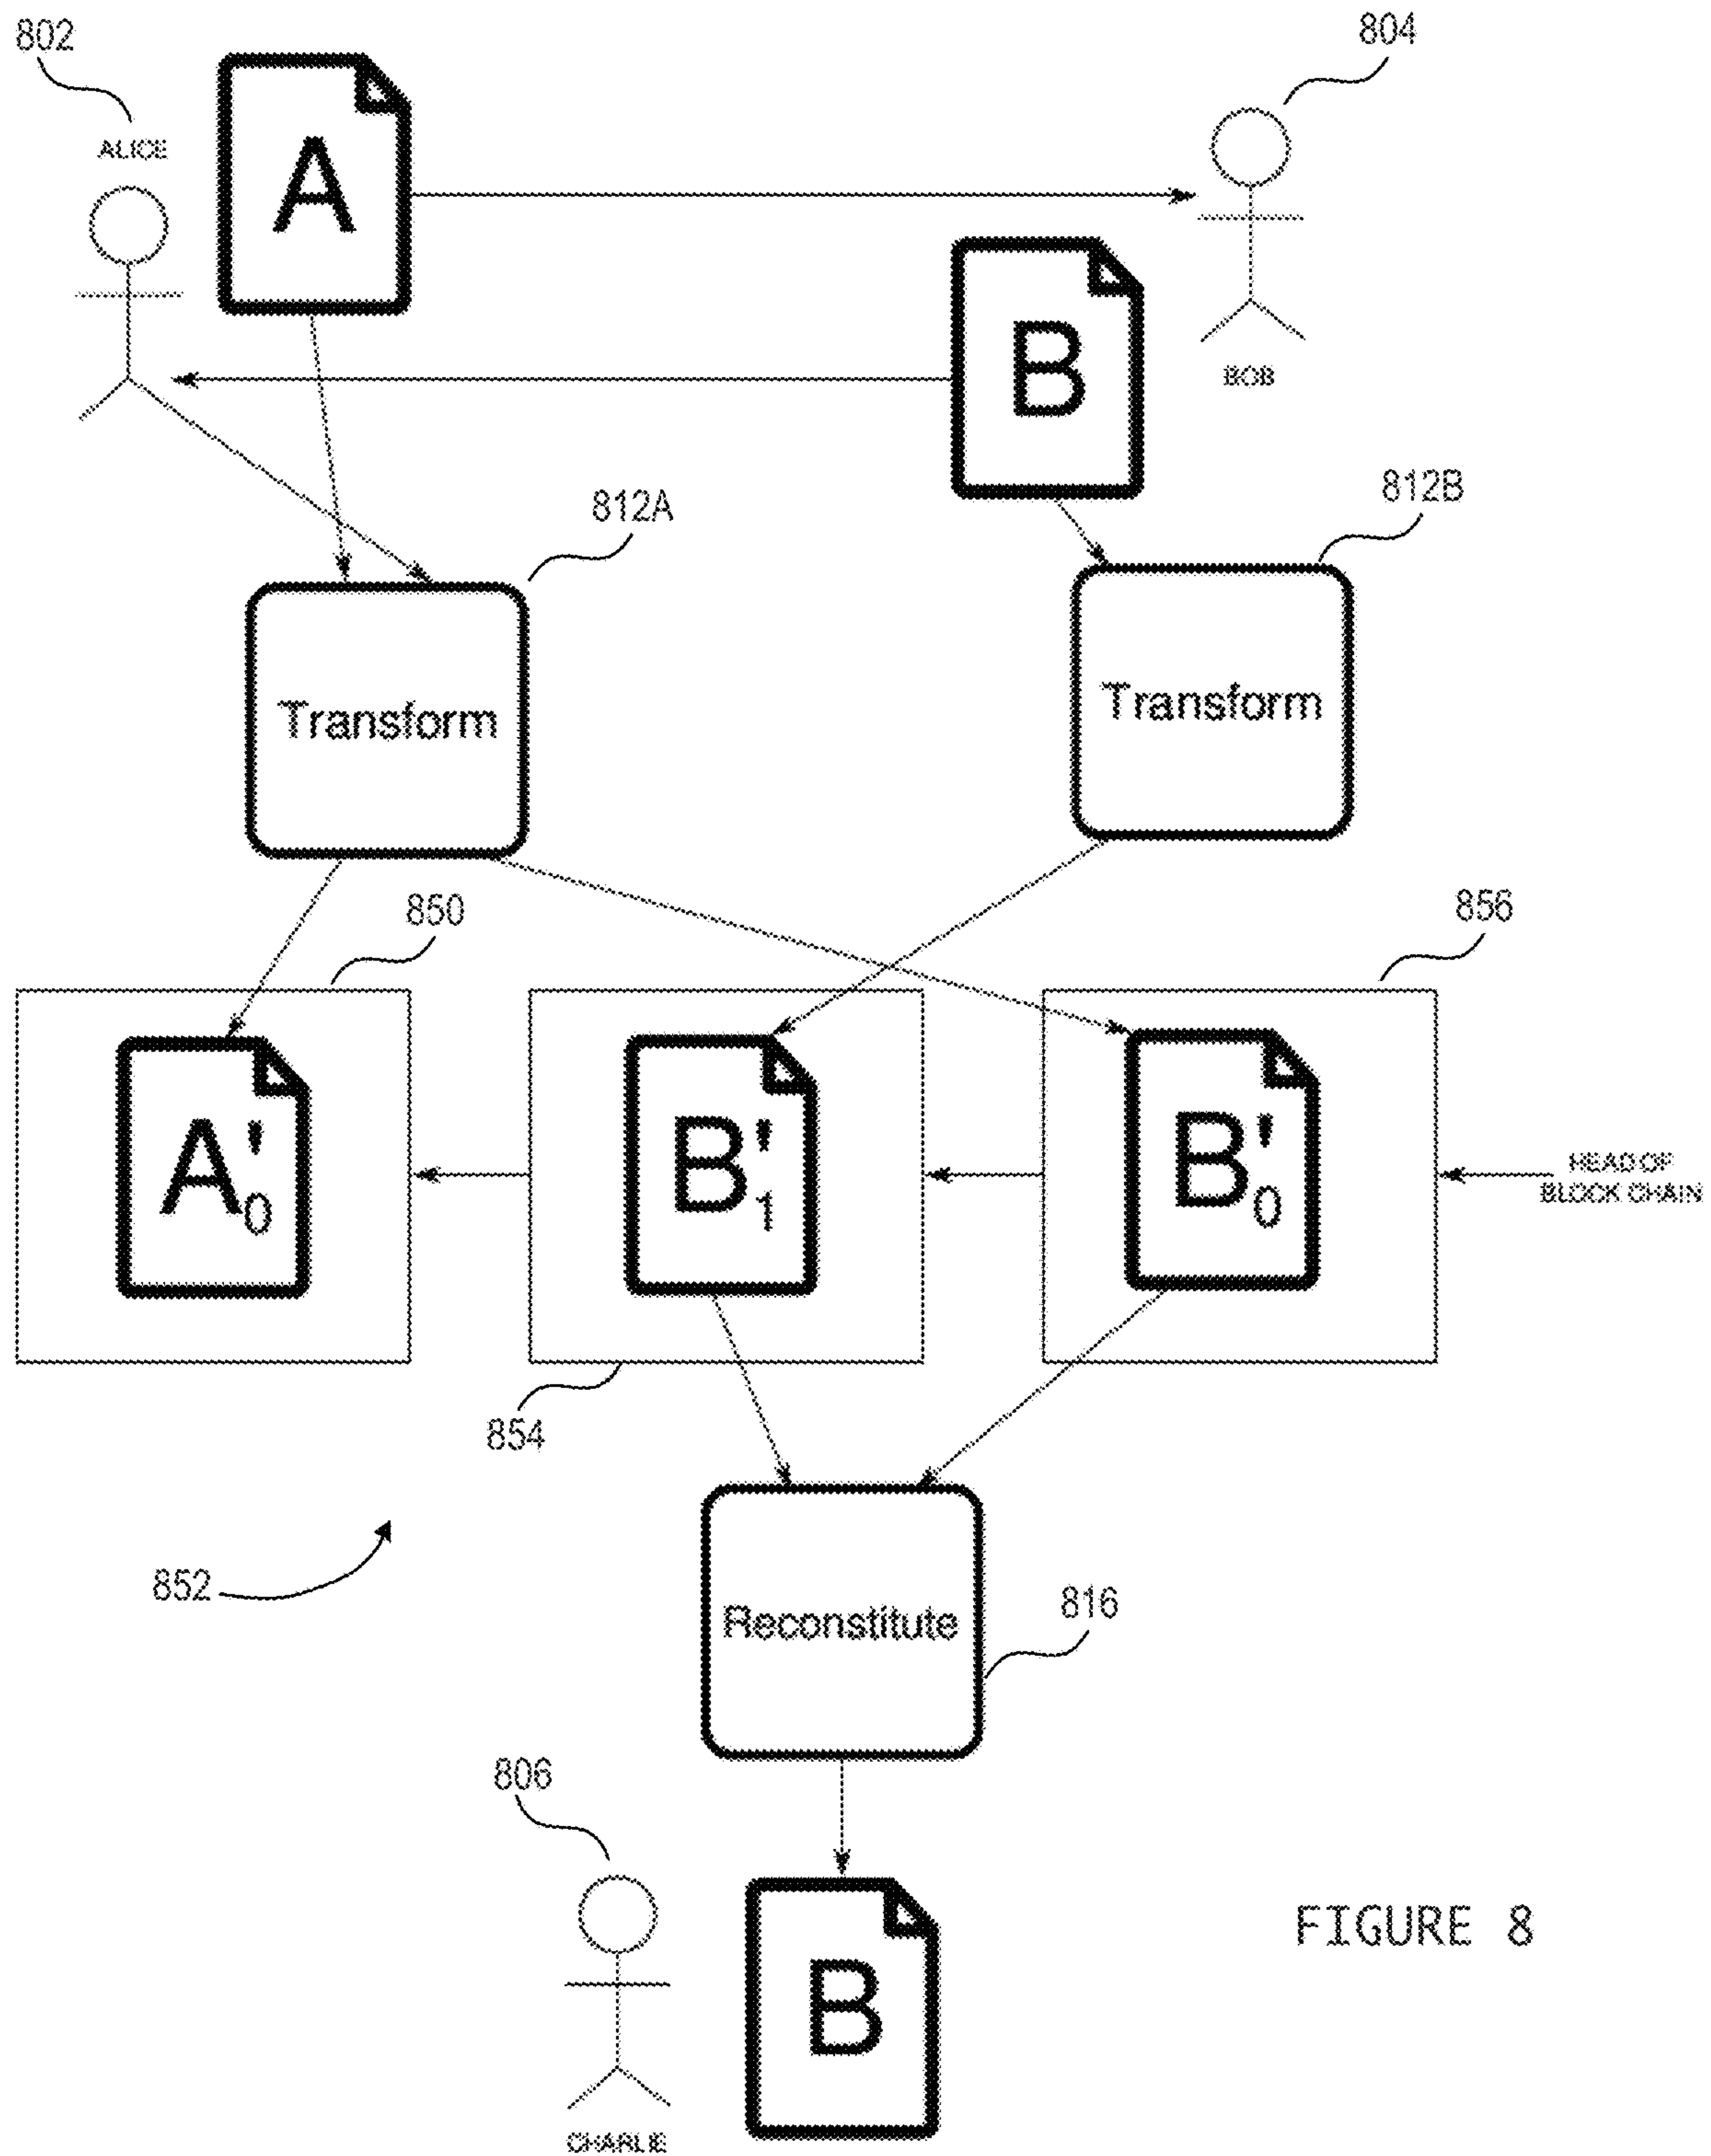 802
804
ALICE
A
B
BOB
812A
812B
Transform
Transform
850
856
A'0
B'1
B'0
HEAD OF
BLOCK CHAIN
854
852
816
Reconstitute
806
B
FIGURE 8
CHARLIE